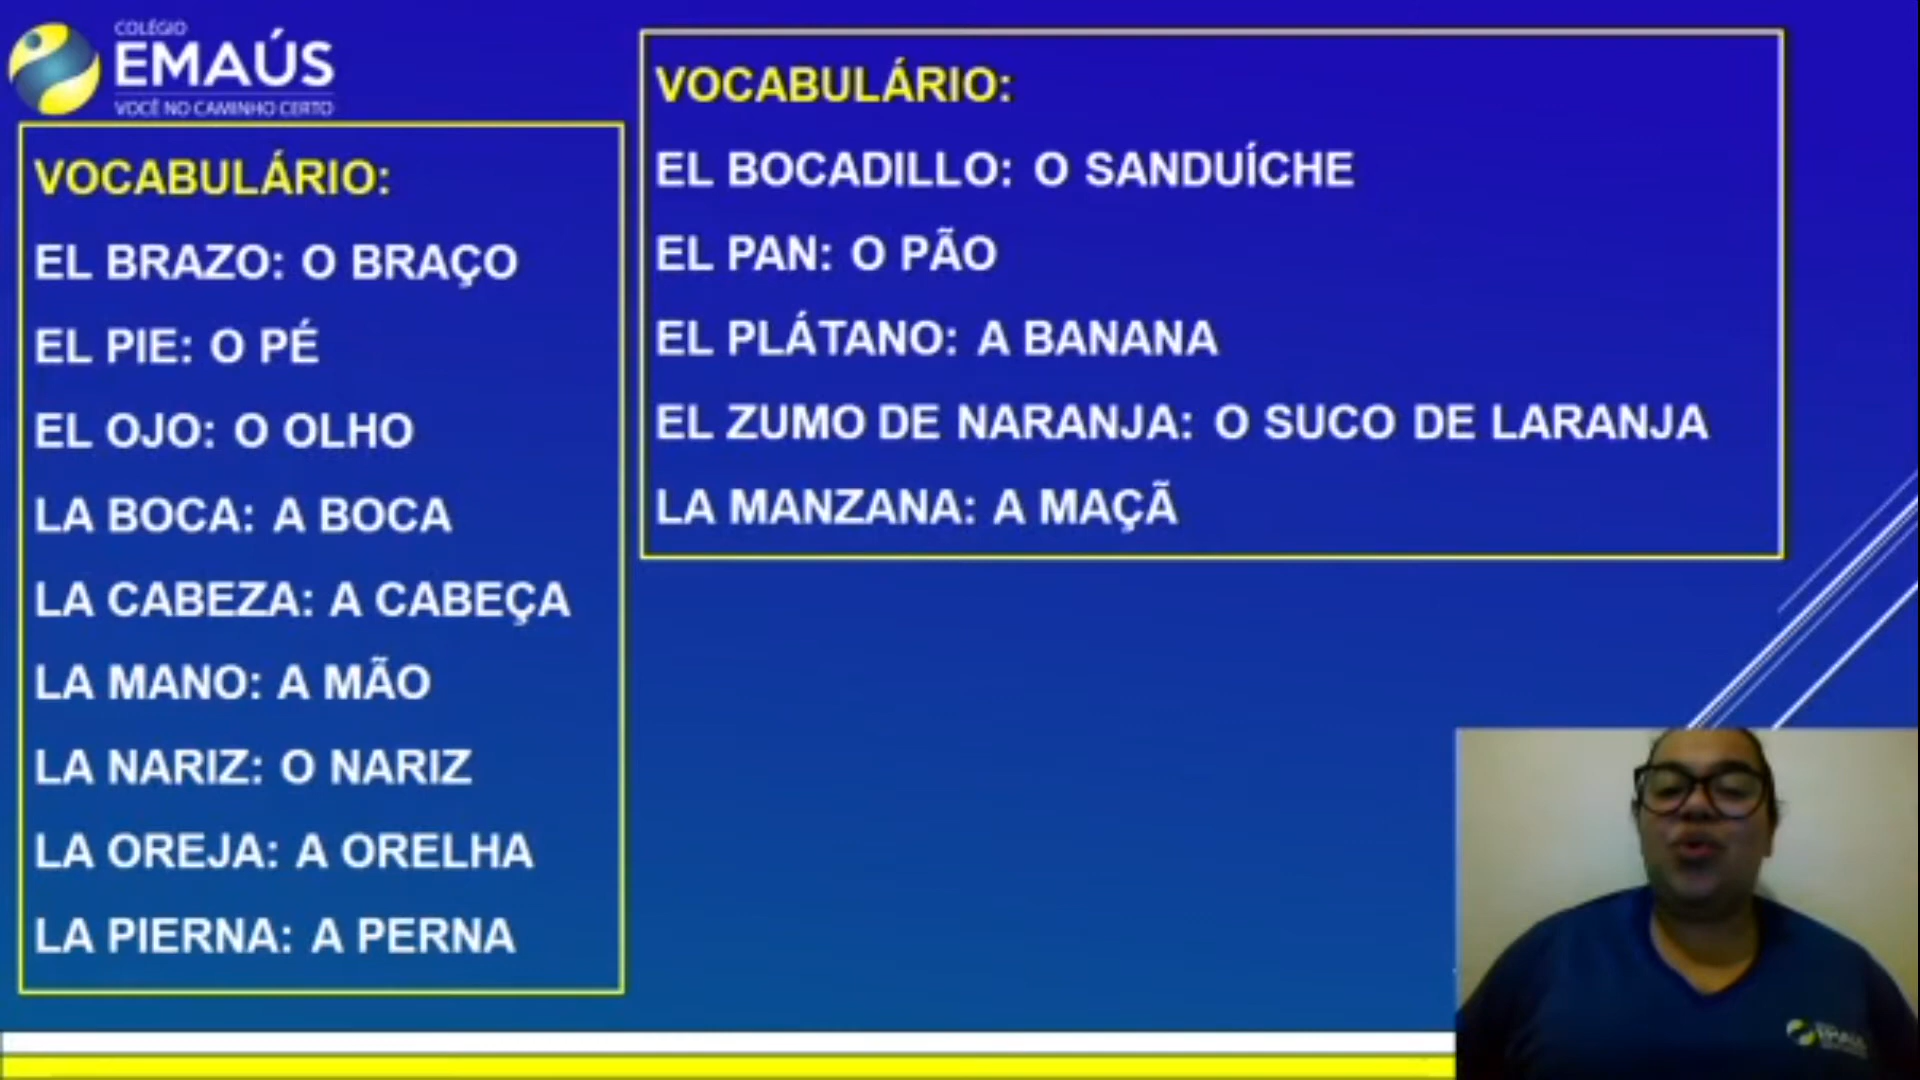 COLÉGIO
EMAÚS
VOCÊ NO CAMINHO CERTO
VOCABULÁRIO:
EL BRAZO: O BRAÇO
EL PIE: O PÉ
EL OJO: O OLHO
LA BOCA: A BOCA
LA CABEZA: A CABEÇA
LA MANO: A MÃO
LA NARIZ: O NARIZ
LA OREJA: A ORELHA
LA PIERNA: A PERNA
VOCABULÁRIO:
EL BOCADILLO: O SANDUÍCHE
EL PAN: O PÃO
EL PLÁTANO: A BANANA
EL ZUMO DE NARANJA: O SUCO DE LARANJA
LA MANZANA: A MAÇÃ